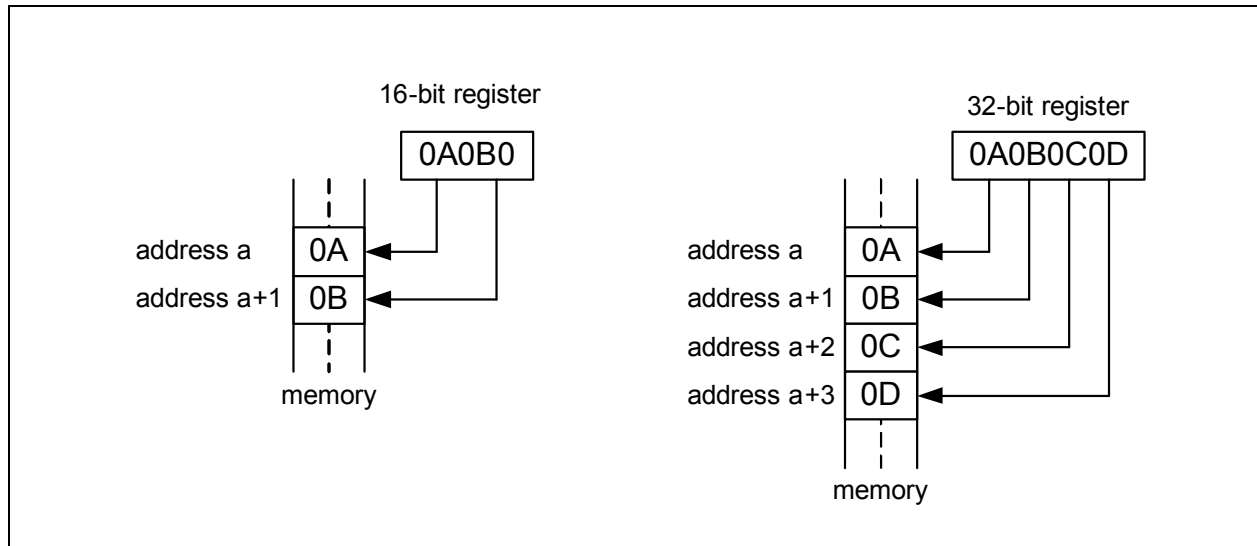 16-bit register
0A0B0
address a
0A
address a+1
0B
memory
32-bit register
0A0B0C0D
address a
0A
address a+1
0B
address a+2
0C
address a+3
0D
memory